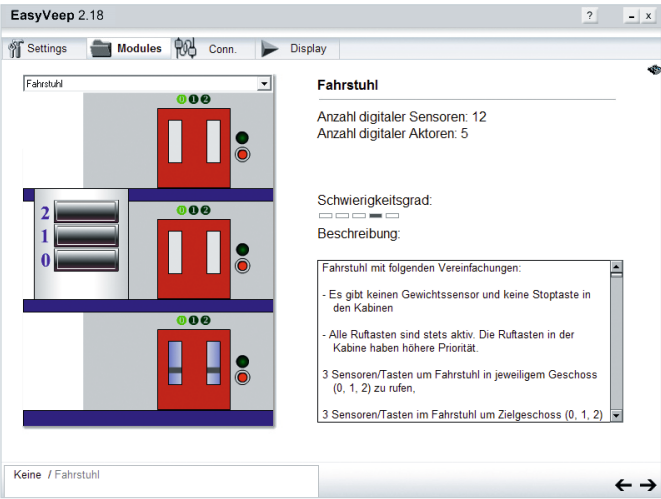 EasyVeep 2.18
?
- x
Settings
Modules
Conn.
Display
Fahrstuhl
0 1 2
2
1
0
0 1 2
0 1 2
Fahrstuhl
Anzahl digitaler Sensoren: 12
Anzahl digitaler Aktoren: 5
Schwierigkeitsgrad:
Beschreibung:
Fahrstuhl mit folgenden Vereinfachungen:
- Es gibt keinen Gewichtssensor und keine Stoptaste in
den Kabinen
- Alle Ruftasten sind stets aktiv. Die Ruftasten in der
Kabine haben höhere Priorität.
3 Sensoren/Tasten um Fahrstuhl in jeweiligem Geschoss
(0, 1, 2) zu rufen,
3 Sensoren/Tasten im Fahrstuhl um Zielgeschoss (0, 1, 2)
Keine / Fahrstuhl